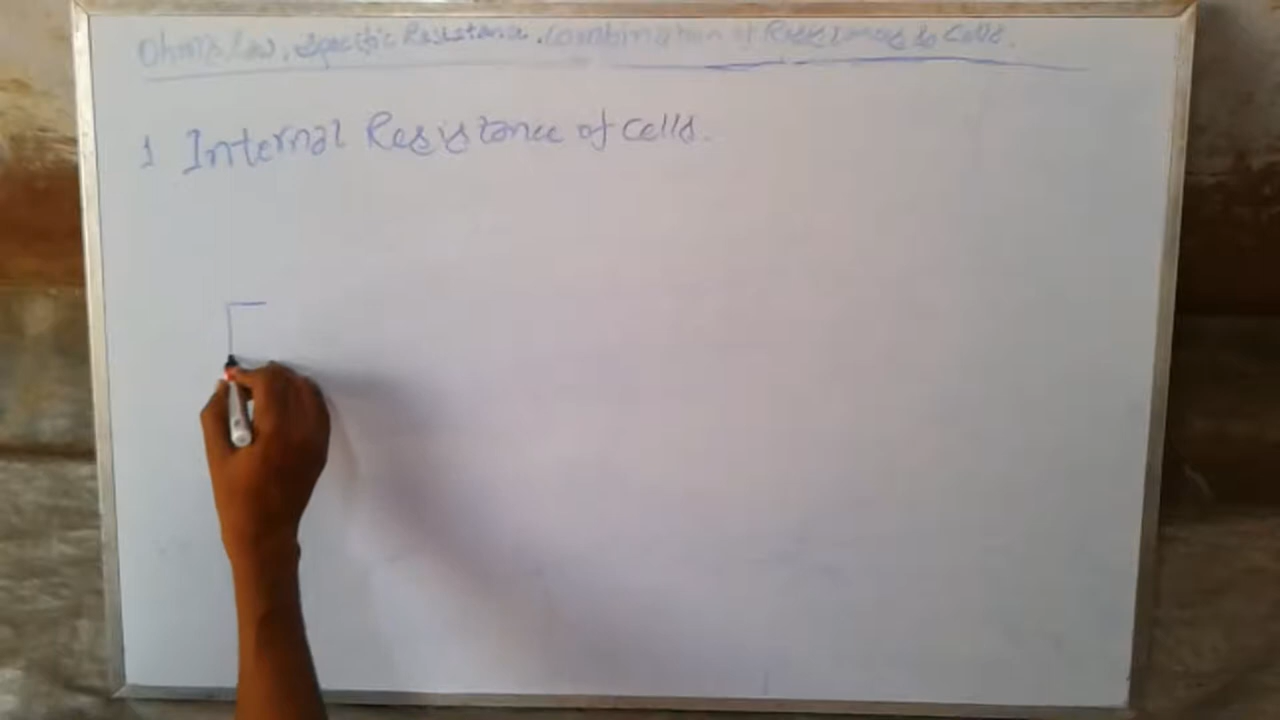 Ohm's Law, Specific Resistance, Combination of Resistances & Cells.
1 Internal Resistance of Cells.